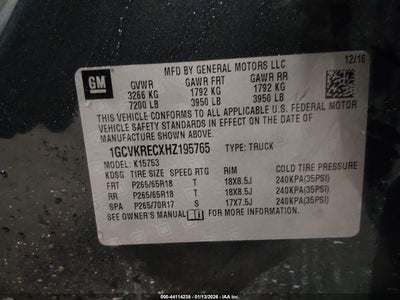 MFD BY GENERAL MOTORS LLC
12/16
GM
GVWR GAWR FRT GAWR RR
3266 KG 1792 KG 1792 KG
7200 LB 3950 LB 3950 LB
THIS VEHICLE CONFORMS TO ALL APPLICABLE U.S. FEDERAL MOTOR
VEHICLE SAFETY STANDARDS IN EFFECT ON THE DATE OF
MANUFACTURE SHOWN ABOVE.
1GCVKRECXHZ195765 TYPE: TRUCK
MODEL: K15753
KDSG TIRE SIZE SPEED RTG RIM COLD TIRE PRESSURE
FRT P265/65R18 T 18X8.5J 240KPA(35PSI)
RR P265/65R18 T 18X8.5J 240KPA(35PSI)
SPA P265/70R17 S 17X7.5J 240KPA(35PSI)
SEE OWNER'S MANUAL FOR MORE INFORMATION.
000-44114238 - 01/13/2026 - IAAI.COM